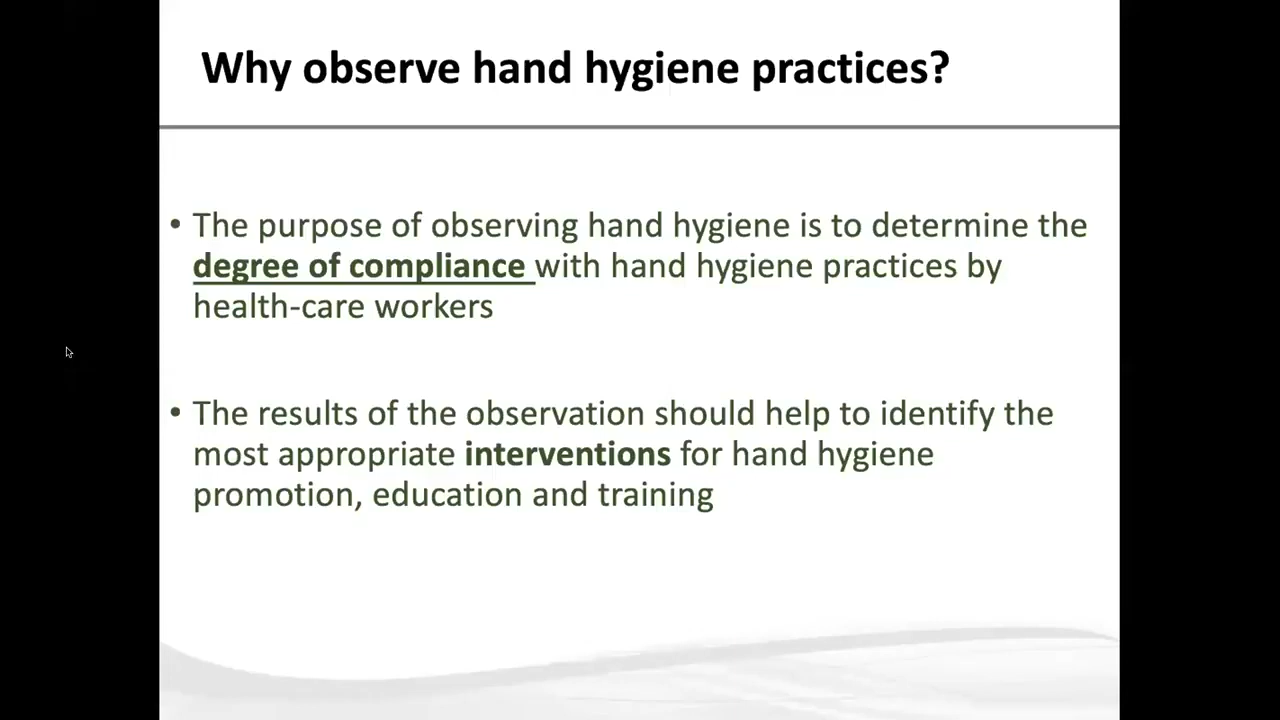 Why observe hand hygiene practices?
• The purpose of observing hand hygiene is to determine the
degree of compliance with hand hygiene practices by
health-care workers
• The results of the observation should help to identify the
most appropriate interventions for hand hygiene
promotion, education and training